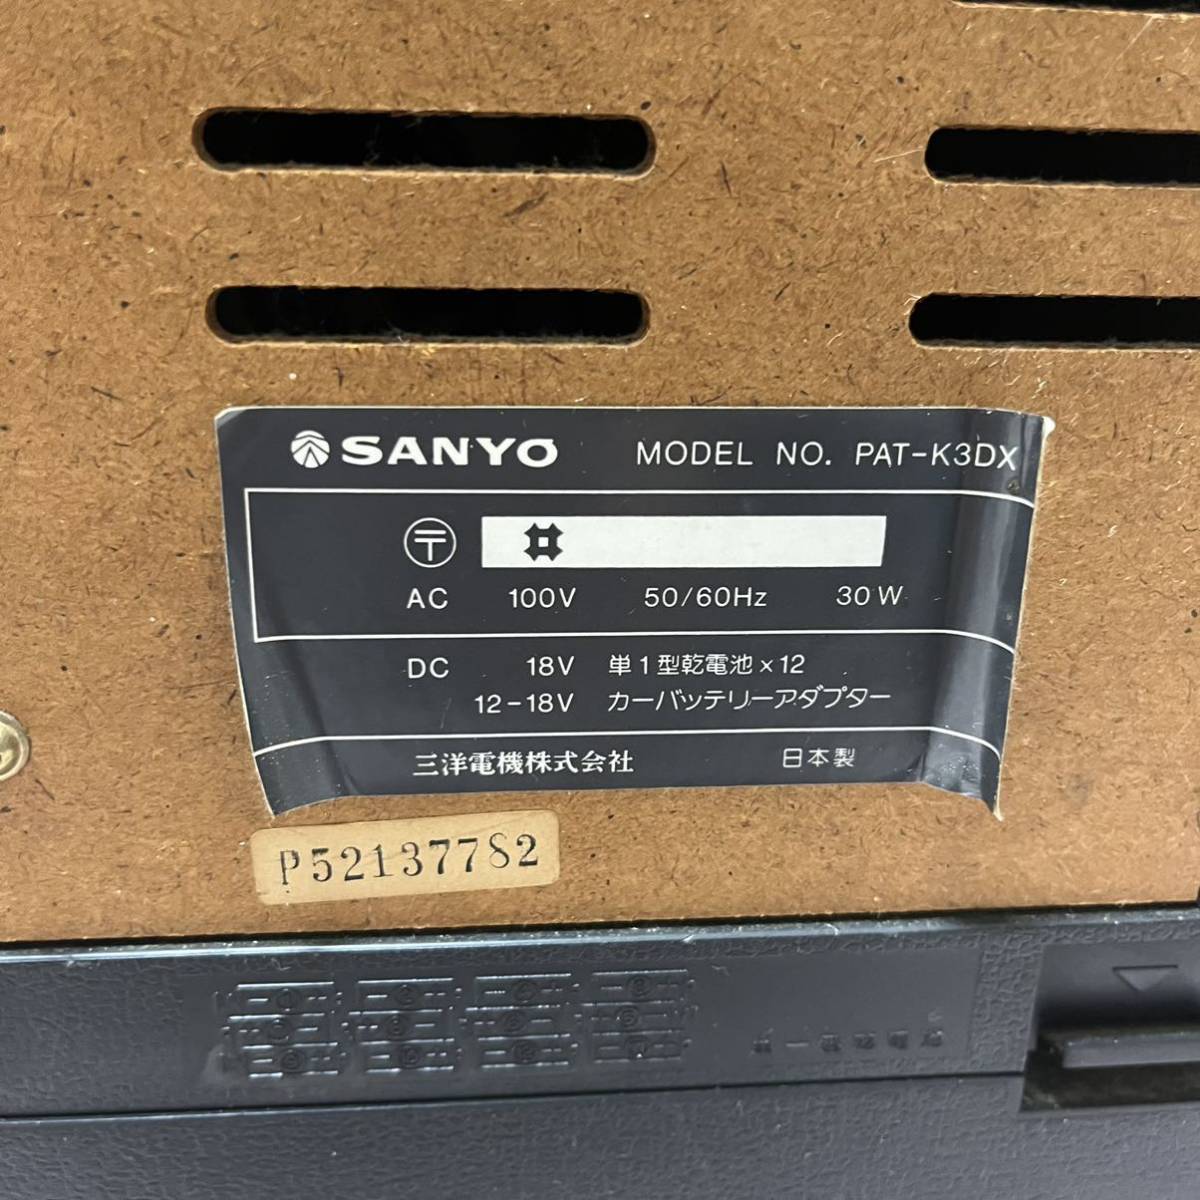 SANYO MODEL NO. PAT-K3DX
〒
AC 100V 50/60Hz 30W
DC 18V 単1型乾電池×12
12-18V カーバッテリーアダプター
三洋電機株式会社 日本製
P52137782